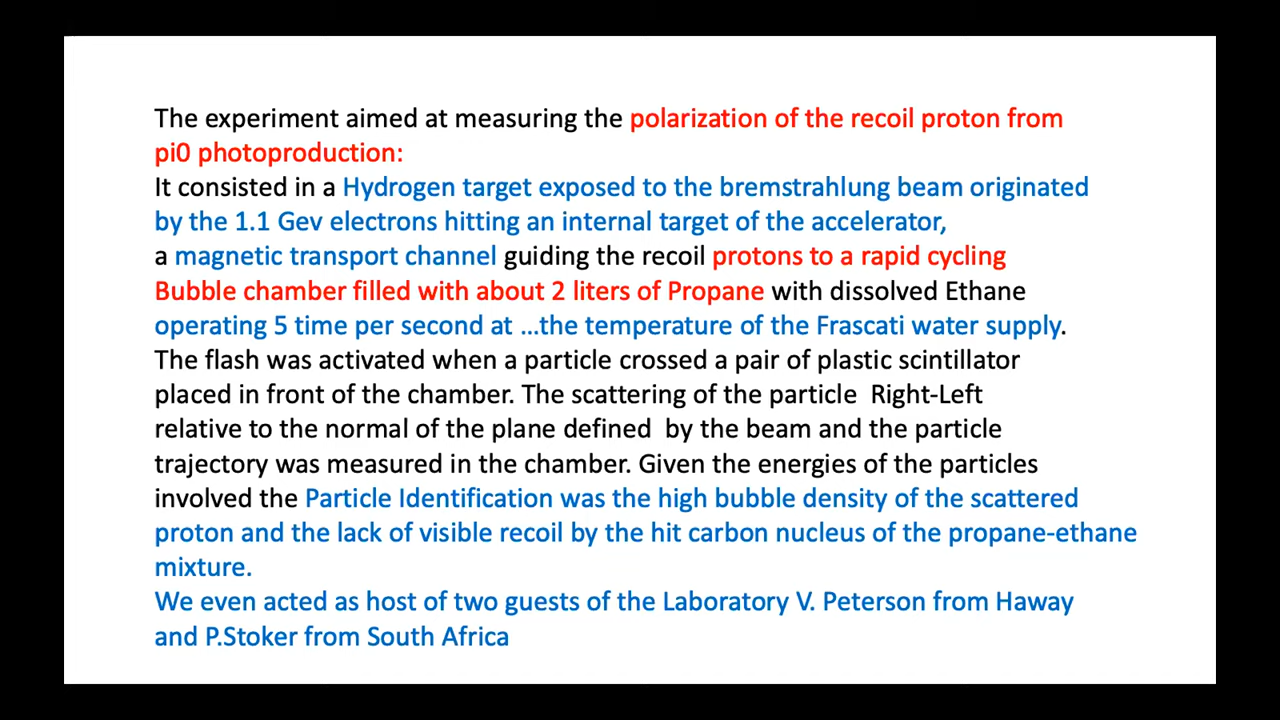 The experiment aimed at measuring the polarization of the recoil proton from
pi0 photoproduction:
It consisted in a Hydrogen target exposed to the bremstrahlung beam originated
by the 1.1 Gev electrons hitting an internal target of the accelerator,
a magnetic transport channel guiding the recoil protons to a rapid cycling
Bubble chamber filled with about 2 liters of Propane with dissolved Ethane
operating 5 time per second at ...the temperature of the Frascati water supply.
The flash was activated when a particle crossed a pair of plastic scintillator
placed in front of the chamber. The scattering of the particle  Right-Left
relative to the normal of the plane defined  by the beam and the particle
trajectory was measured in the chamber. Given the energies of the particles
involved the Particle Identification was the high bubble density of the scattered
proton and the lack of visible recoil by the hit carbon nucleus of the propane-ethane
mixture.
We even acted as host of two guests of the Laboratory V. Peterson from Haway
and P.Stoker from South Africa